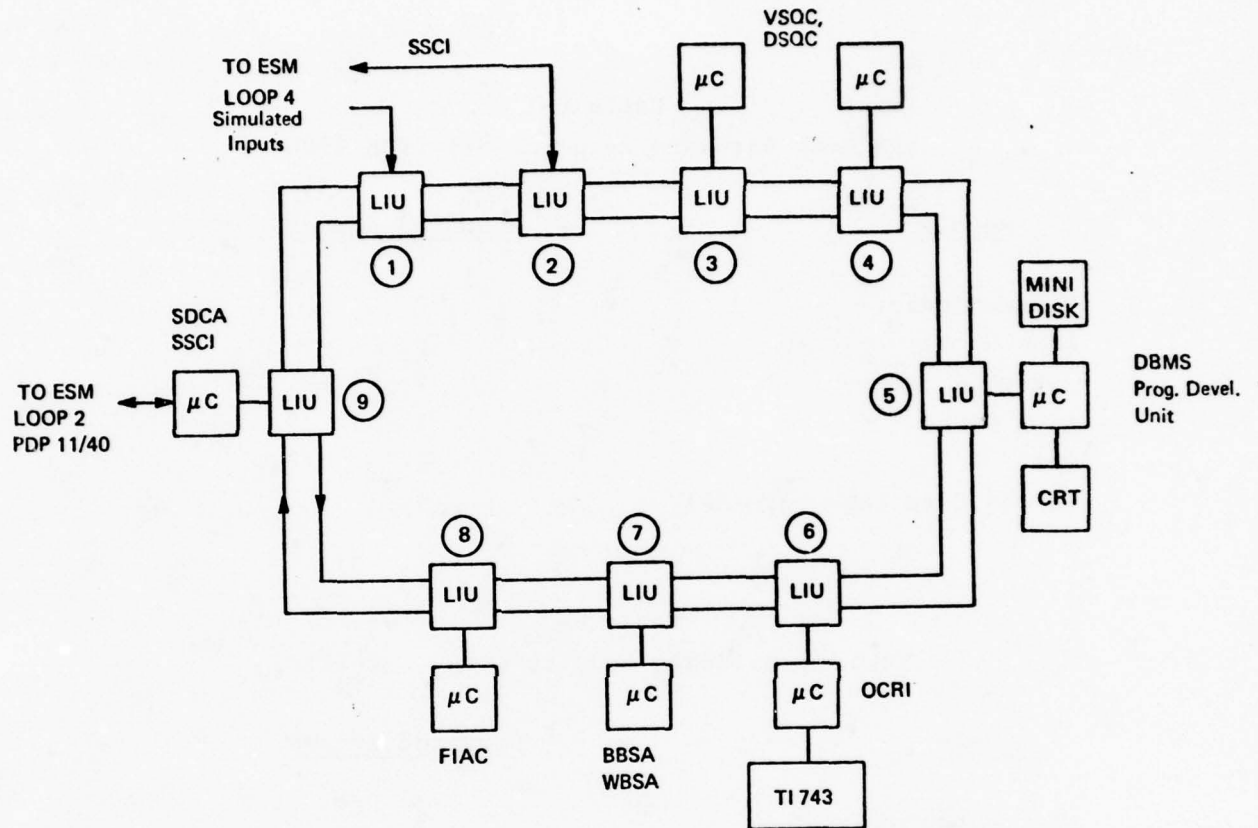 VSQC,
DSQC
SSCI
TO ESM
LOOP 4
Simulated
Inputs
μC
μC
LIU
LIU
LIU
LIU
1
2
3
4
MINI
DISK
SDCA
SSCI
TO ESM
LOOP 2
PDP 11/40
μC
LIU
9
5
LIU
μC
DBMS
Prog. Devel.
Unit
CRT
8
7
6
LIU
LIU
LIU
μC
μC
μC
OCRI
FIAC
BBSA
WBSA
TI 743